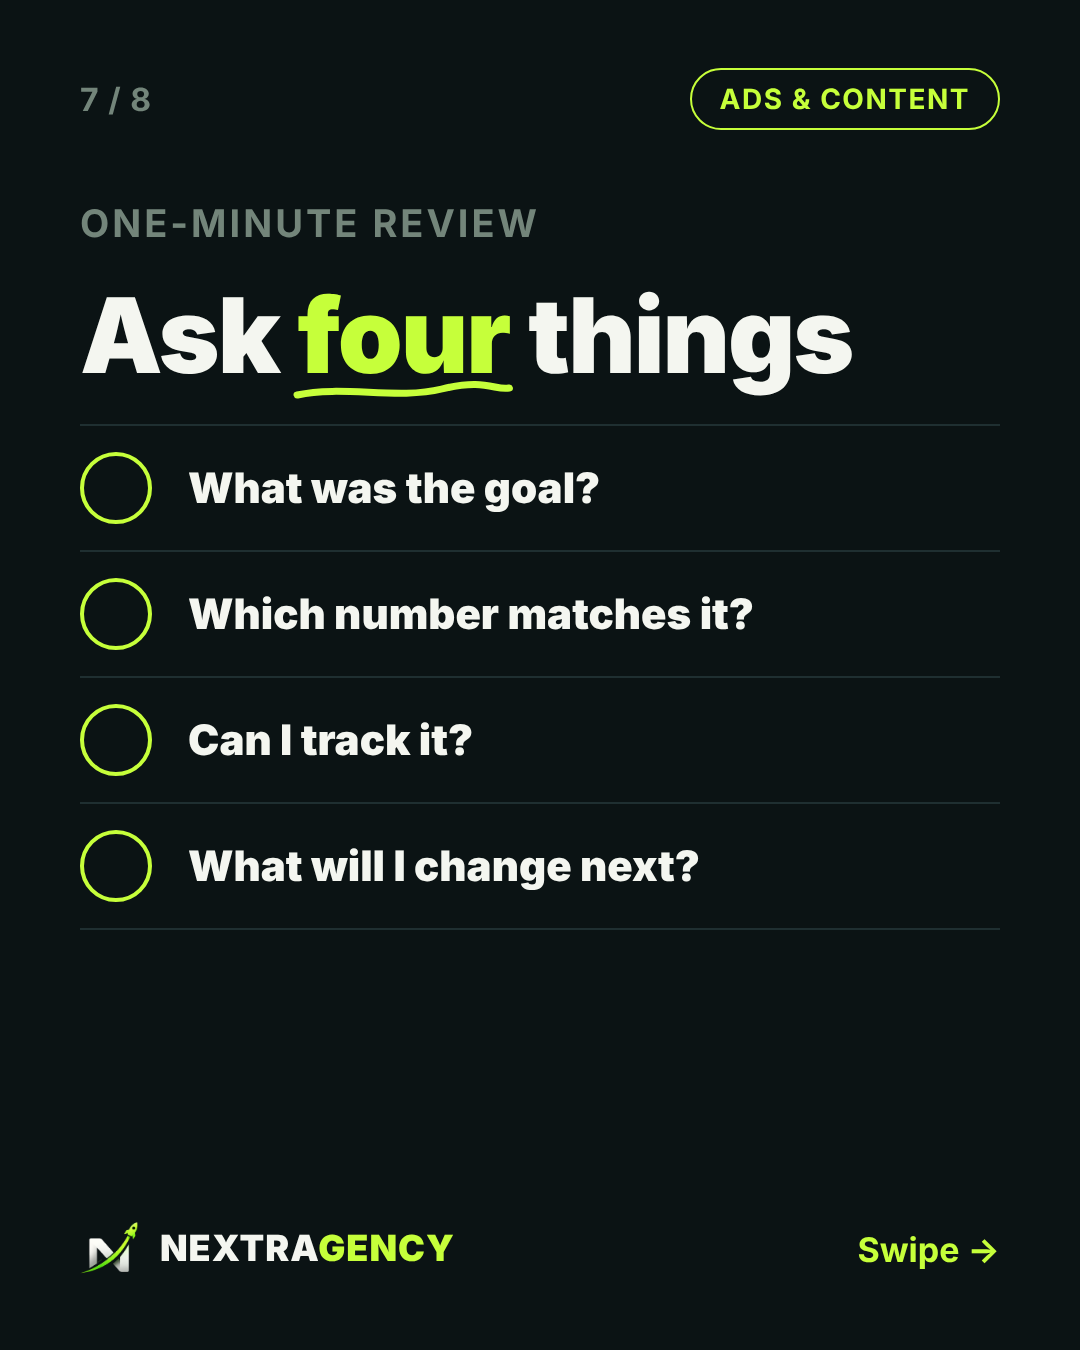 7 / 8
ADS & CONTENT
ONE-MINUTE REVIEW
Ask four things
What was the goal?
Which number matches it?
Can I track it?
What will I change next?
NEXTRAGENCY
Swipe →